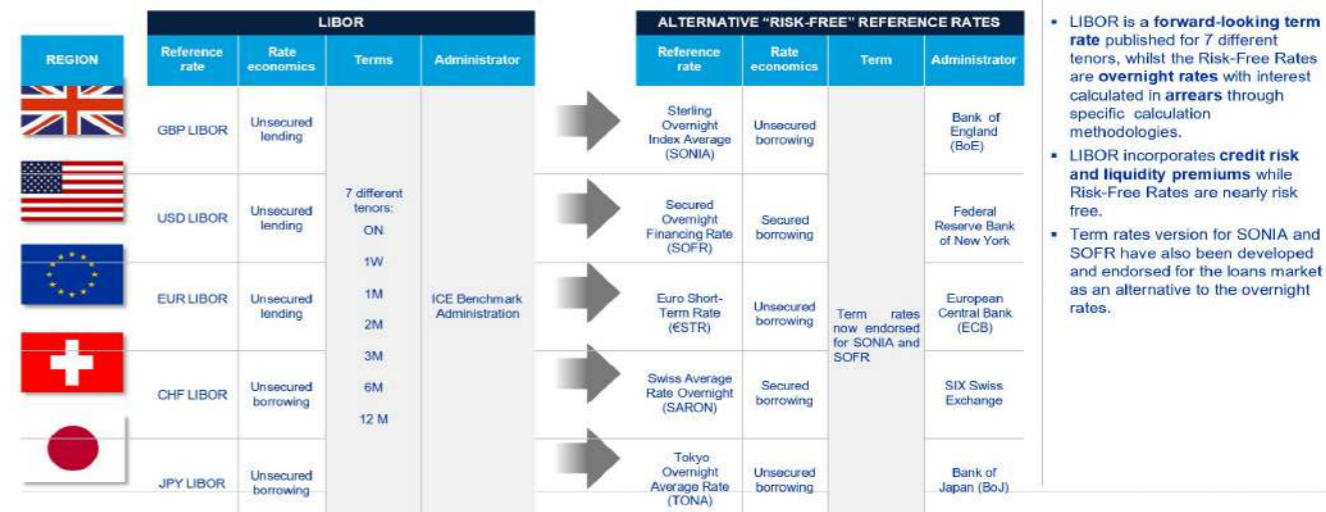 LIBOR
ALTERNATIVE “RISK-FREE” REFERENCE RATES
REGION
Reference
rate
Rate
economics
Terms
Administrator
Reference
rate
Rate
economics
Term
Administrator
GBP LIBOR
Unsecured
lending
Sterling
Overnight
Index Average
(SONIA)
Unsecured
borrowing
Bank of
England
(BoE)
USD LIBOR
Unsecured
lending
Secured
Overnight
Financing Rate
(SOFR)
Secured
borrowing
Federal
Reserve Bank
of New York
EUR LIBOR
Unsecured
lending
Euro Short-
Term Rate
(€STR)
Unsecured
borrowing
European
Central Bank
(ECB)
CHF LIBOR
Unsecured
borrowing
Swiss Average
Rate Overnight
(SARON)
Secured
borrowing
SIX Swiss
Exchange
JPY LIBOR
Unsecured
borrowing
Tokyo
Overnight
Average Rate
(TONA)
Unsecured
borrowing
Bank of
Japan (BoJ)
7 different
tenors:
ON
1W
1M
2M
3M
6M
12 M
ICE Benchmark
Administration
Term rates
now endorsed
for SONIA and
SOFR
▪ LIBOR is a forward-looking term
rate published for 7 different
tenors, whilst the Risk-Free Rates
are overnight rates with interest
calculated in arrears through
specific calculation
methodologies.
▪ LIBOR incorporates credit risk
and liquidity premiums while
Risk-Free Rates are nearly risk
free.
▪ Term rates version for SONIA and
SOFR have also been developed
and endorsed for the loans market
as an alternative to the overnight
rates.